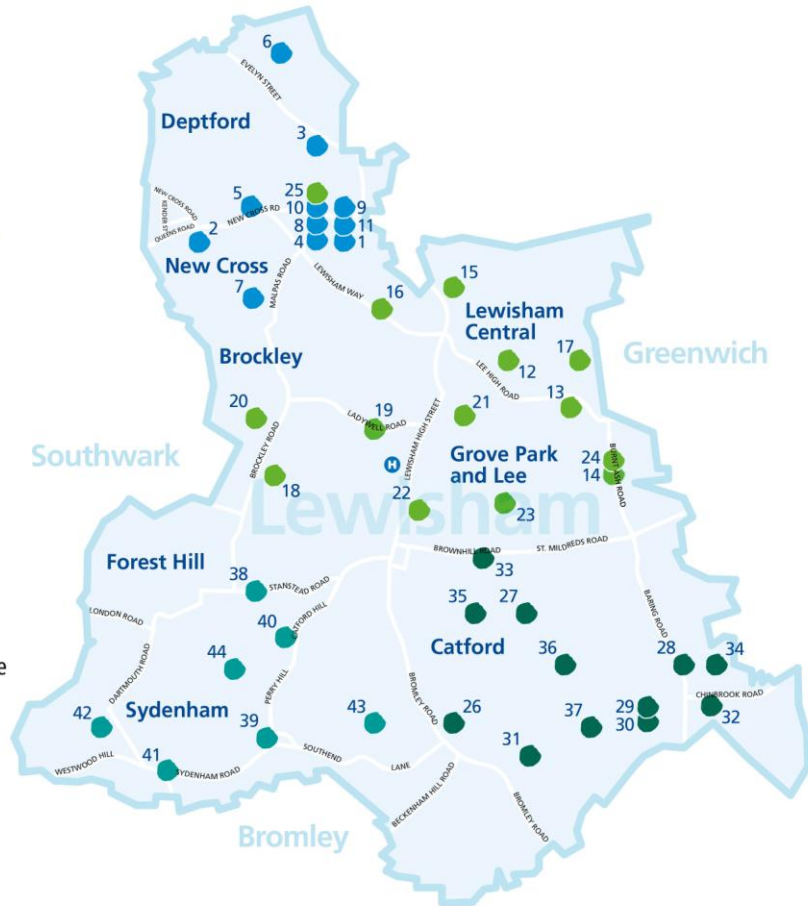 6
EVELYN STREET
Deptford
3
25
NEW CROSS ROAD
KENDER ST
QUEENS ROAD
5
NEW CROSS RD
10
9
8
11
4
1
2
New Cross
7
MALPAS ROAD
LEWISHAM WAY
15
16
Lewisham
Central
17
Greenwich
Brockley
12
LEE HIGH ROAD
13
20
19
LADYWELL ROAD
LEWISHAM HIGH STREET
21
Southwark
BROCKLEY ROAD
H
Grove Park
and Lee
24
14
BURNT ASH ROAD
18
22
23
Lewisham
BROWNHILL ROAD
ST. MILDREDS ROAD
33
Forest Hill
38
STANSTEAD ROAD
LONDON ROAD
40
CATFORD HILL
35
27
Catford
BARING ROAD
36
28
34
e
DARTMOUTH ROAD
44
PERRY HILL
Sydenham
BROMLEY ROAD
CHINBROOK ROAD
42
39
43
26
37
29
30
32
31
WESTWOOD HILL
41
SYDENHAM ROAD
SOUTHEND
LANE
BECKENHAM HILL ROAD
BROMLEY ROAD
Bromley